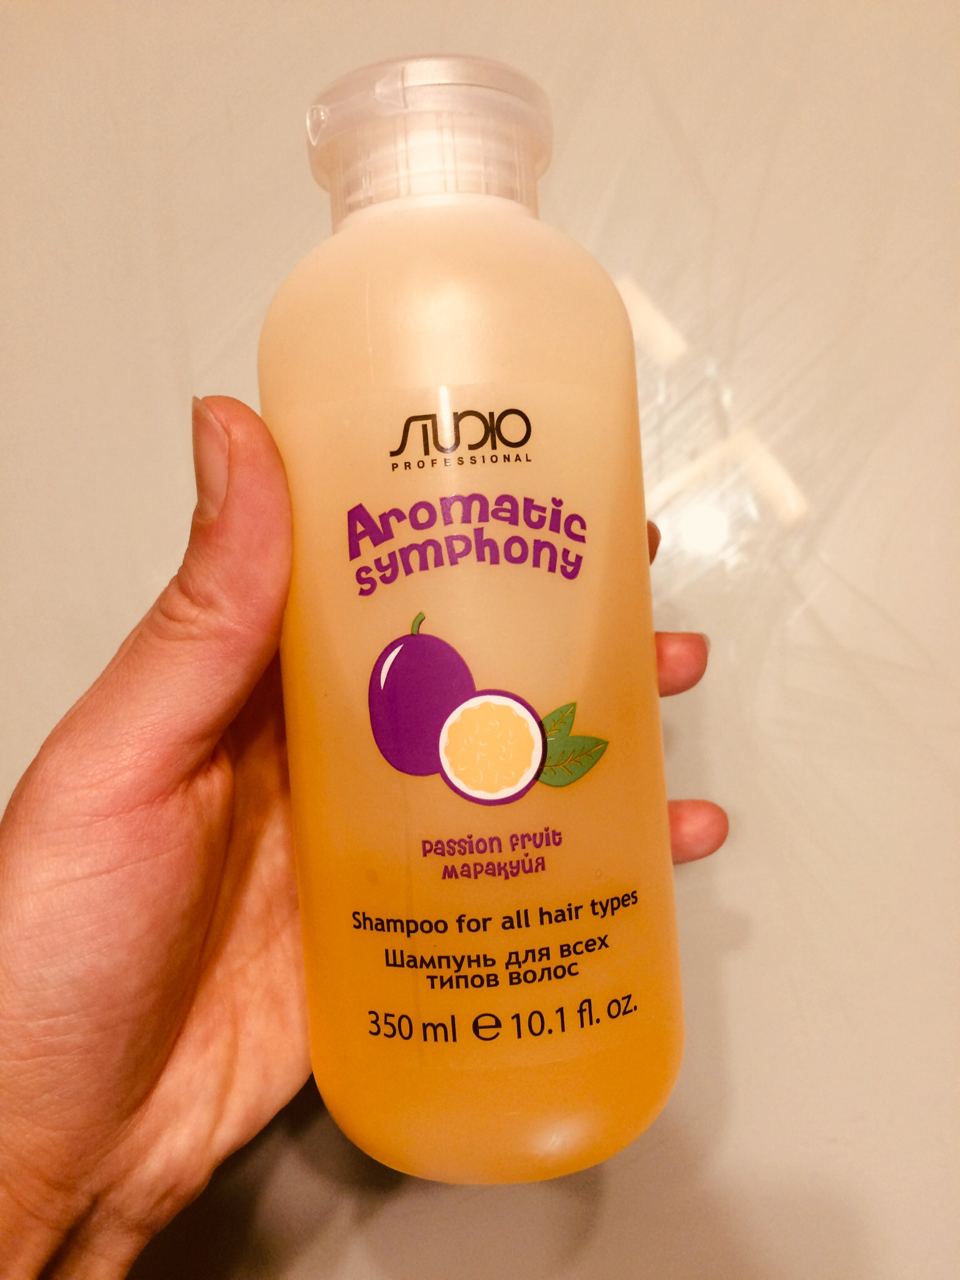 STUDIO
PROFESSIONAL
Aromatic
symphony
passion fruit
маракуйя
Shampoo for all hair types
Шампунь для всех
типов волос
350 ml ℮ 10.1 fl. oz.